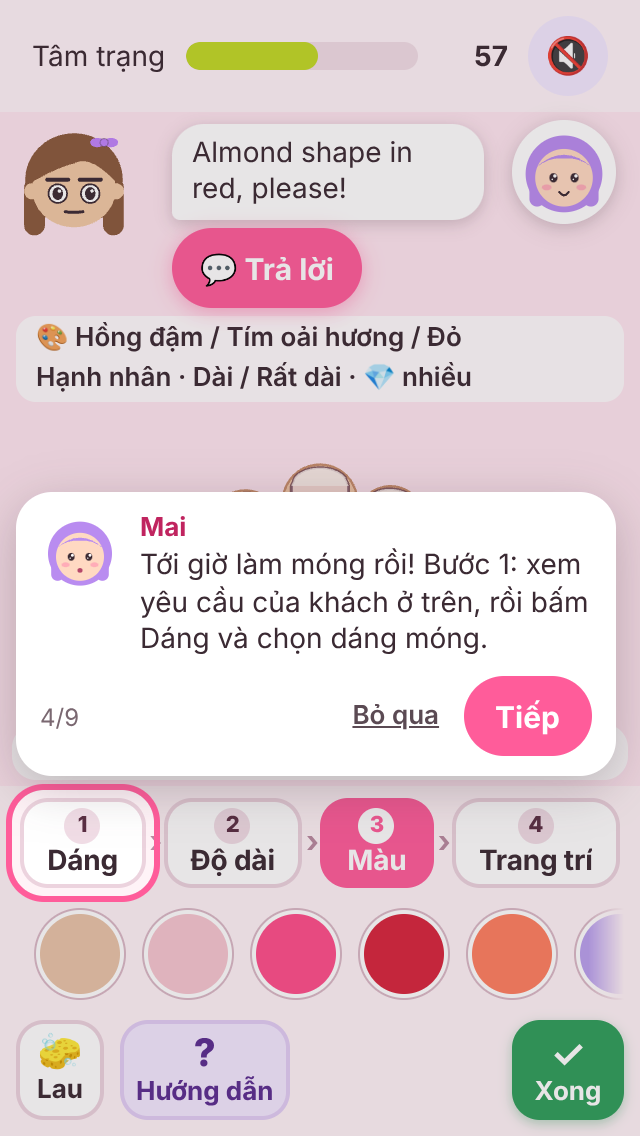 Tâm trạng
57
Almond shape in
red, please!
💬 Trả lời
🎨 Hồng đậm / Tím oải hương / Đỏ
Hạnh nhân · Dài / Rất dài · 💎 nhiều
Mai
Tới giờ làm móng rồi! Bước 1: xem
yêu cầu của khách ở trên, rồi bấm
Dáng và chọn dáng móng.
4/9
Bỏ qua
Tiếp
1
Dáng
›
2
Độ dài
›
3
Màu
›
4
Trang trí
Lau
?
Hướng dẫn
✓
Xong